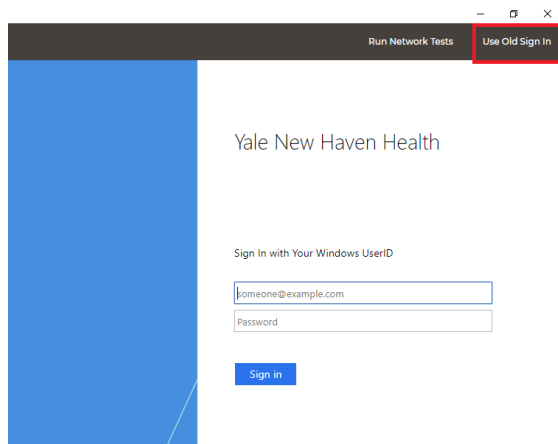 Run Network Tests Use Old Sign In
Yale New Haven Health
Sign In with Your Windows UserID
someone@example.com
Password
Sign in